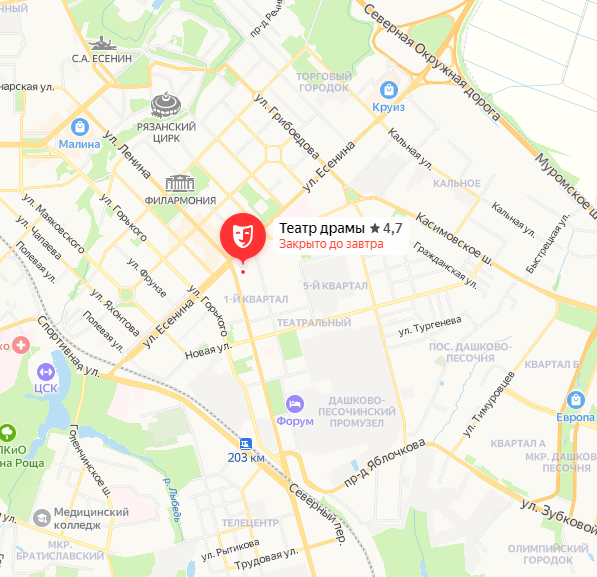 ННЫЙ
пр-д Речн
Северная Окружная дорога
С.А. ЕСЕНИН
ТОРГОВЫЙ
ГОРОДОК
нарская ул.
Круиз
РЯЗАНСКИЙ
ЦИРК
ул. Грибоедова
Малина
ул. Ленина
ул. Есенина
Кальная ул.
Муромское ш
ФИЛАРМОНИЯ
КАЛЬНОЕ
ул. Маяковского
ул. Горького
Кальная ул.
Касимовское ш.
Быстрецкая ул.
ул. Чапаева
Театр драмы ★ 4,7
Закрыто до завтра
Гражданская ул.
Полевая ул.
ул. Фрунзе
ул. Горького
5-Й КВАРТАЛ
1-Й КВАРТАЛ
ул. Яхонтова
Полевая ул.
ул. Есенина
ТЕАТРАЛЬНЫЙ
ул. Тургенева
Спортивная ул.
ко
Новая ул.
ПОС. ДАШКОВО-
ПЕСОЧНЯ
КВАРТАЛ Б
ЦСК
ул. Тимуровцев
ДАШКОВО-
ПЕСОЧИНСКИЙ
ПРОМУЗЕЛ
Форум
Европа
Голенчинское ш.
КВАРТАЛ А
ПКиО
на Роща
203 км
пр-д Яблочкова
МКР. ДАШКО
ПЕСОЧНЯ
р. Лыбедь
Северный пер.
ул. Зубковой
Медицинский
колледж
ТЕЛЕЦЕНТР
МКР.
БРАТИСЛАВСКИЙ
ул. Рытикова
Трудовая ул.
ОЛИМПИЙСКИЙ
ГОРОДОК